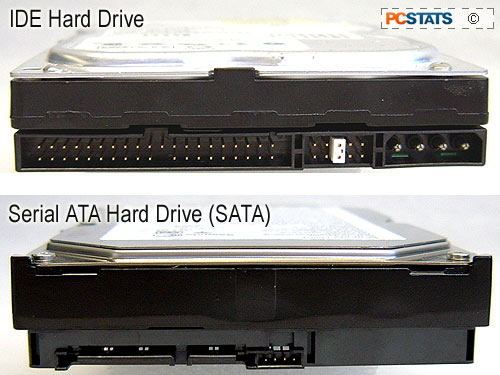 IDE Hard Drive
PCSTATS ©
Serial ATA Hard Drive (SATA)